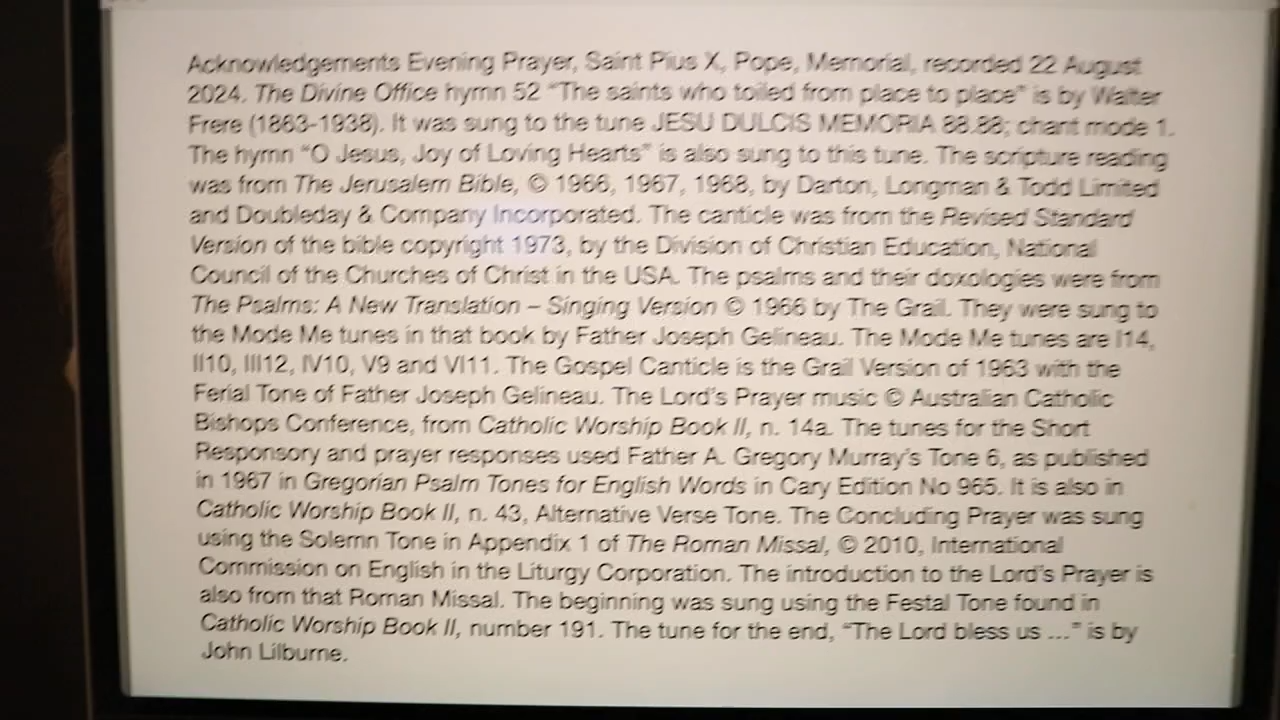 Acknowledgements Evening Prayer, Saint Pius X, Pope, Memorial, recorded 22 August
2024. The Divine Office hymn 52 “The saints who toiled from place to place” is by Walter
Frere (1863-1938). It was sung to the tune JESU DULCIS MEMORIA 88.88; chant mode 1.
The hymn “O Jesus, Joy of Loving Hearts” is also sung to this tune. The scripture reading
was from The Jerusalem Bible, © 1966, 1967, 1968, by Darton, Longman & Todd Limited
and Doubleday & Company Incorporated. The canticle was from the Revised Standard
Version of the bible copyright 1973, by the Division of Christian Education, National
Council of the Churches of Christ in the USA. The psalms and their doxologies were from
The Psalms: A New Translation – Singing Version © 1966 by The Grail. They were sung to
the Mode Me tunes in that book by Father Joseph Gelineau. The Mode Me tunes are I14,
II10, III12, IV10, V9 and VI11. The Gospel Canticle is the Grail Version of 1963 with the
Ferial Tone of Father Joseph Gelineau. The Lord’s Prayer music © Australian Catholic
Bishops Conference, from Catholic Worship Book II, n. 14a. The tunes for the Short
Responsory and prayer responses used Father A. Gregory Murray’s Tone 6, as published
in 1967 in Gregorian Psalm Tones for English Words in Cary Edition No 965. It is also in
Catholic Worship Book II, n. 43, Alternative Verse Tone. The Concluding Prayer was sung
using the Solemn Tone in Appendix 1 of The Roman Missal, © 2010, International
Commission on English in the Liturgy Corporation. The introduction to the Lord’s Prayer is
also from that Roman Missal. The beginning was sung using the Festal Tone found in
Catholic Worship Book II, number 191. The tune for the end, “The Lord bless us ...” is by
John Lilburne.